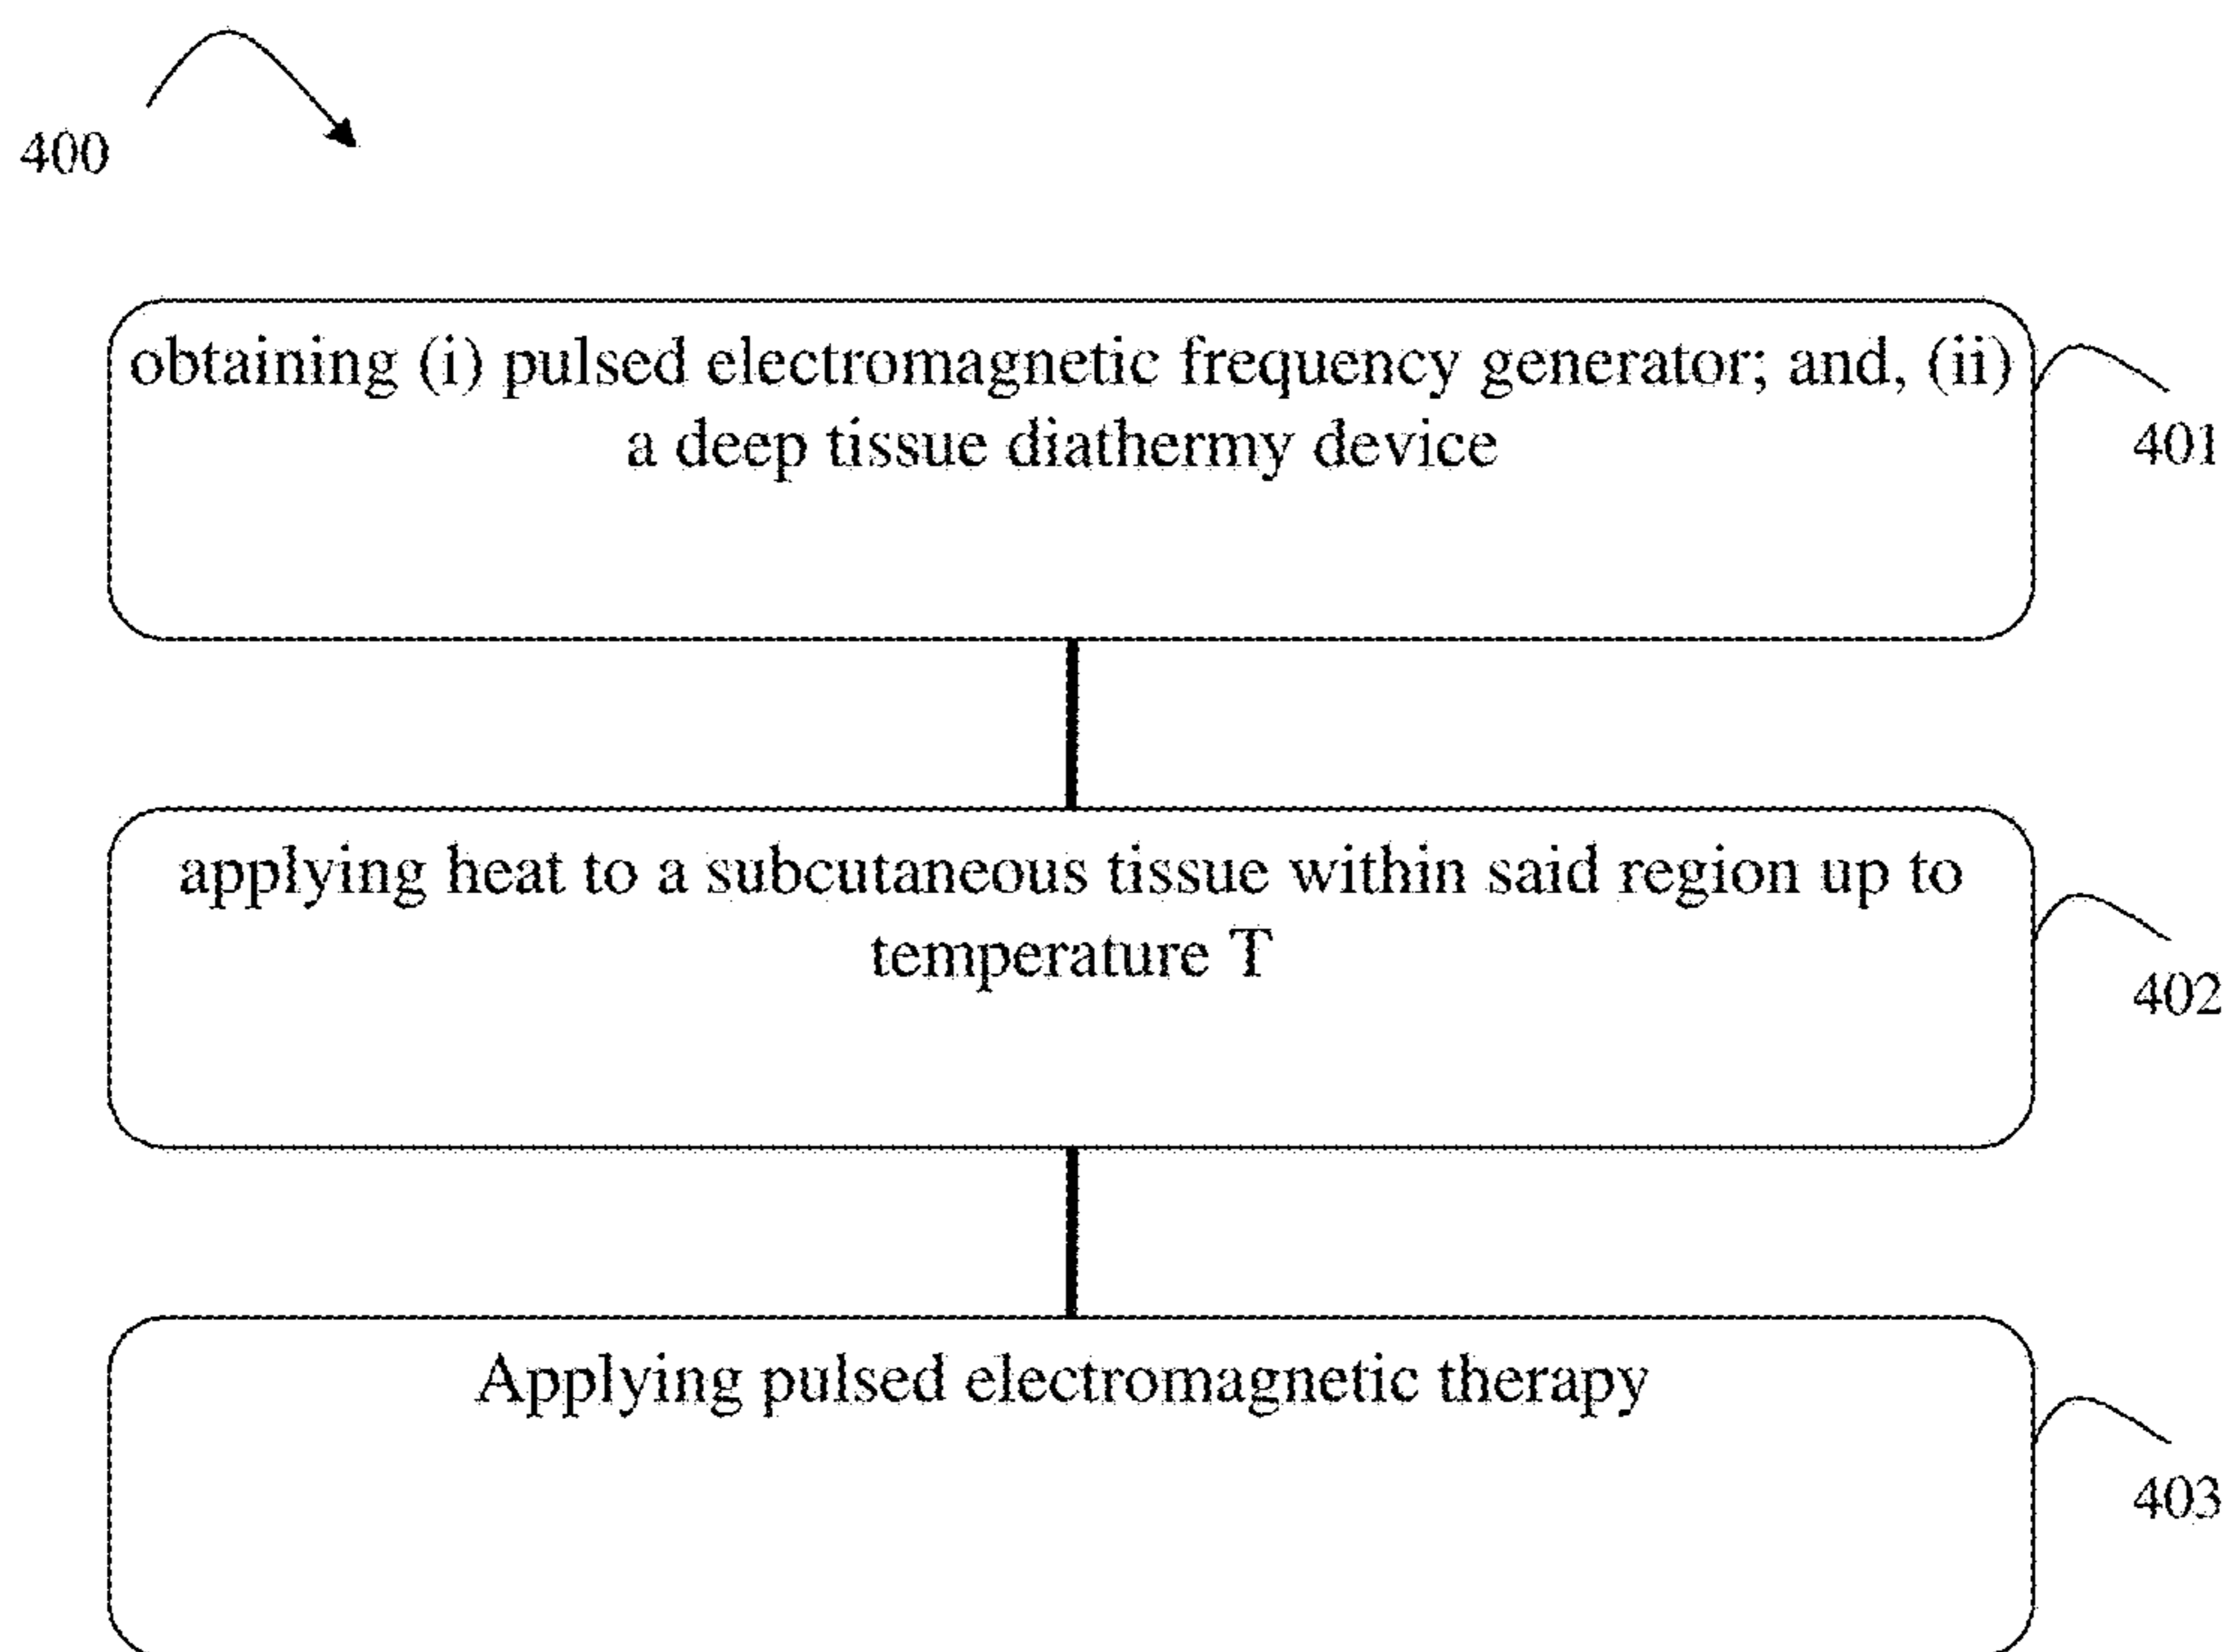 400
obtaining (i) pulsed electromagnetic frequency generator; and, (ii)
a deep tissue diathermy device
401
applying heat to a subcutaneous tissue within said region up to
temperature T
402
Applying pulsed electromagnetic therapy
403